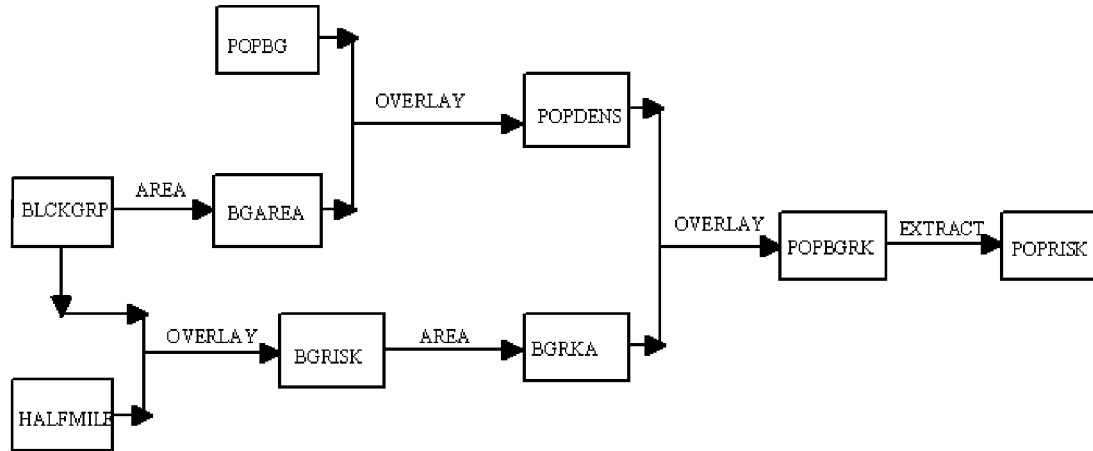 POPBG
OVERLAY
POPDENS
BLCKGRP
AREA
BGAREA
OVERLAY
POPBGRK
EXTRACT
POPRISK
OVERLAY
BGRISK
AREA
BGRKA
HALFMILE